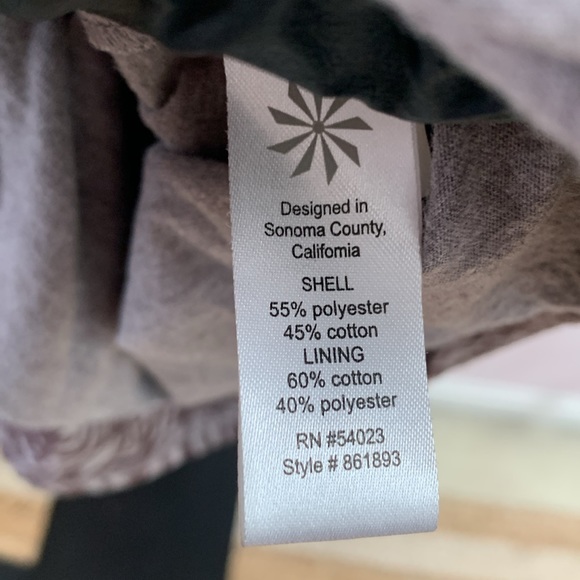 Designed in
Sonoma County,
California
SHELL
55% polyester
45% cotton
LINING
60% cotton
40% polyester
RN #54023
Style # 861893